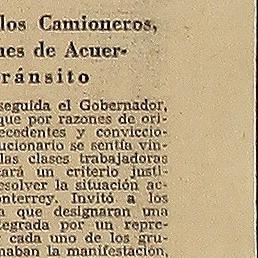 los Camioneros,
nes de Acuer-
ránsito
seguida el Gobernador,
que por razones de ori-
ecedentes y conviccio-
ucionario se sentía vin-
las clases trabajadoras
cará un criterio justi-
esolver la situación ac-
onterrey. Invitó a los
a que designaran una
tegrada por un repre-
e cada uno de los gru-
maban la manifestación,